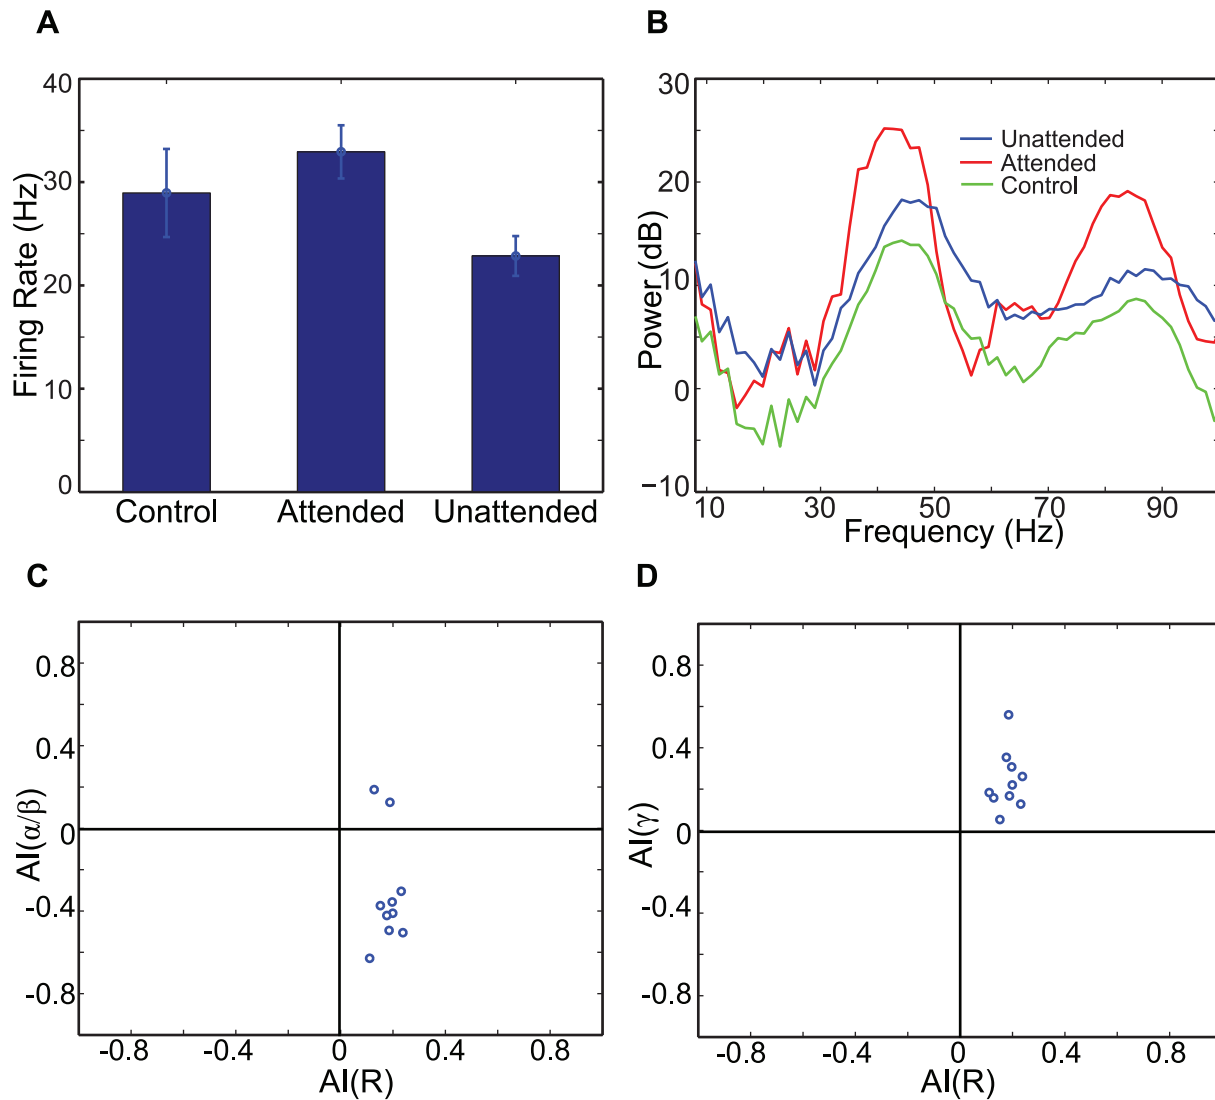 A
40
30
20
10
0
Firing Rate (Hz)
Control Attended Unattended
B
30
20
10
0
−10
Power (dB)
Unattended
Attended
Control
10 30 50 70 90
Frequency (Hz)
C
0.8
0.4
0
-0.4
-0.8
AI(α/β)
-0.8 -0.4 0 0.4 0.8
AI(R)
D
0.8
0.4
0
-0.4
-0.8
AI(γ)
-0.8 -0.4 0 0.4 0.8
AI(R)